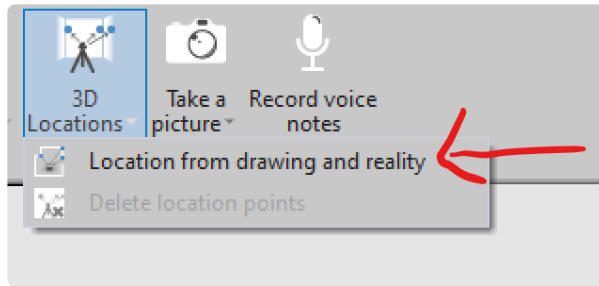 3D
Locations
Take a
picture
Record voice
notes
Location from drawing and reality
Delete location points